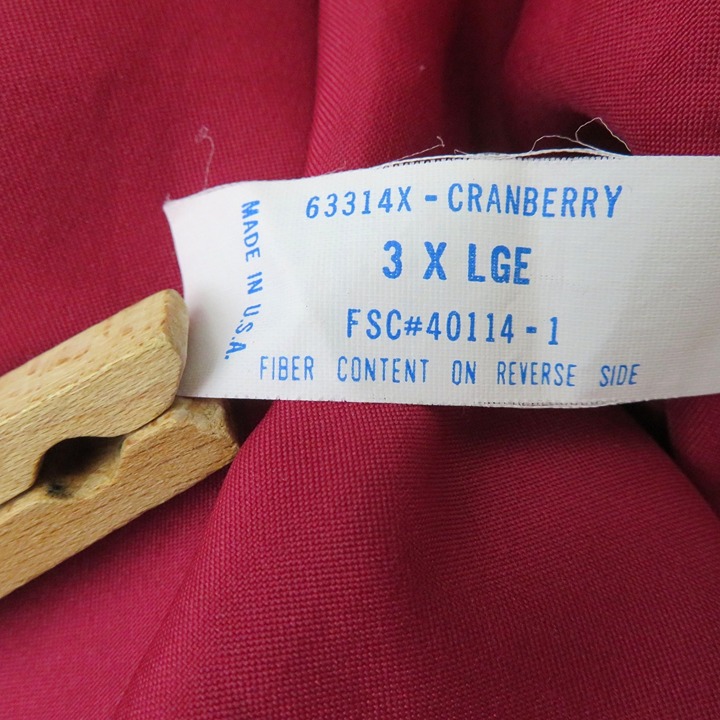 63314X - CRANBERRY
3 X LGE
FSC#40114-1
FIBER CONTENT ON REVERSE SIDE
MADE IN U.S.A.